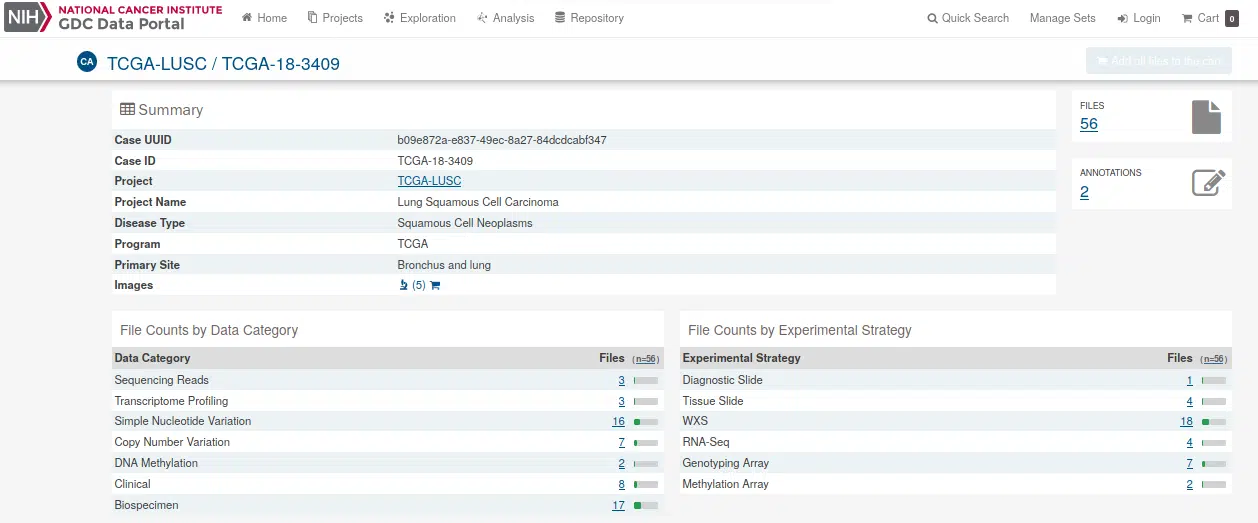 NIH NATIONAL CANCER INSTITUTE
GDC Data Portal
Home Projects Exploration Analysis Repository
Quick Search Manage Sets Login Cart 0
CA TCGA-LUSC / TCGA-18-3409
Add all files to the cart
Summary
Case UUID b09e872a-e837-49ec-8a27-84dcdcabf347
Case ID TCGA-18-3409
Project TCGA-LUSC
Project Name Lung Squamous Cell Carcinoma
Disease Type Squamous Cell Neoplasms
Program TCGA
Primary Site Bronchus and lung
Images (5)
FILES
56
ANNOTATIONS
2
File Counts by Data Category
Data Category Files (n=56)
Sequencing Reads 3
Transcriptome Profiling 3
Simple Nucleotide Variation 16
Copy Number Variation 7
DNA Methylation 2
Clinical 8
Biospecimen 17
File Counts by Experimental Strategy
Experimental Strategy Files (n=56)
Diagnostic Slide 1
Tissue Slide 4
WXS 18
RNA-Seq 4
Genotyping Array 7
Methylation Array 2